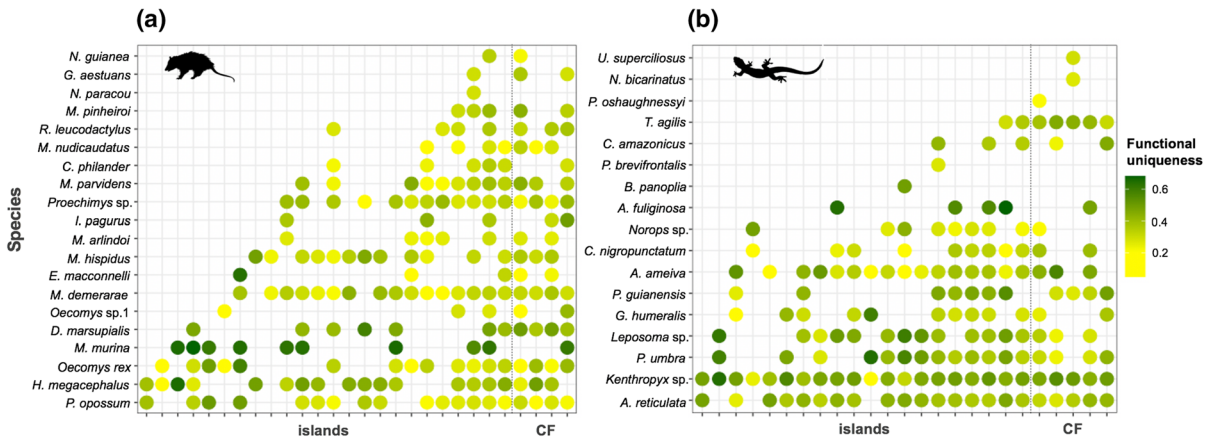 (a)
(b)
Species
N. guianea
G. aestuans
N. paracou
M. pinheiroi
R. leucodactylus
M. nudicaudatus
C. philander
M. parvidens
Proechimys sp.
I. pagurus
M. arlindoi
M. hispidus
E. macconnelli
M. demerarae
Oecomys sp.1
D. marsupialis
M. murina
Oecomys rex
H. megacephalus
P. opossum
islands
CF
U. superciliosus
N. bicarinatus
P. oshaughnessyi
T. agilis
C. amazonicus
P. brevifrontalis
B. panoplia
A. fuliginosa
Norops sp.
C. nigropunctatum
A. ameiva
P. guianensis
G. humeralis
Leposoma sp.
P. umbra
Kenthropyx sp.
A. reticulata
islands
CF
Functional
uniqueness
0.6
0.4
0.2